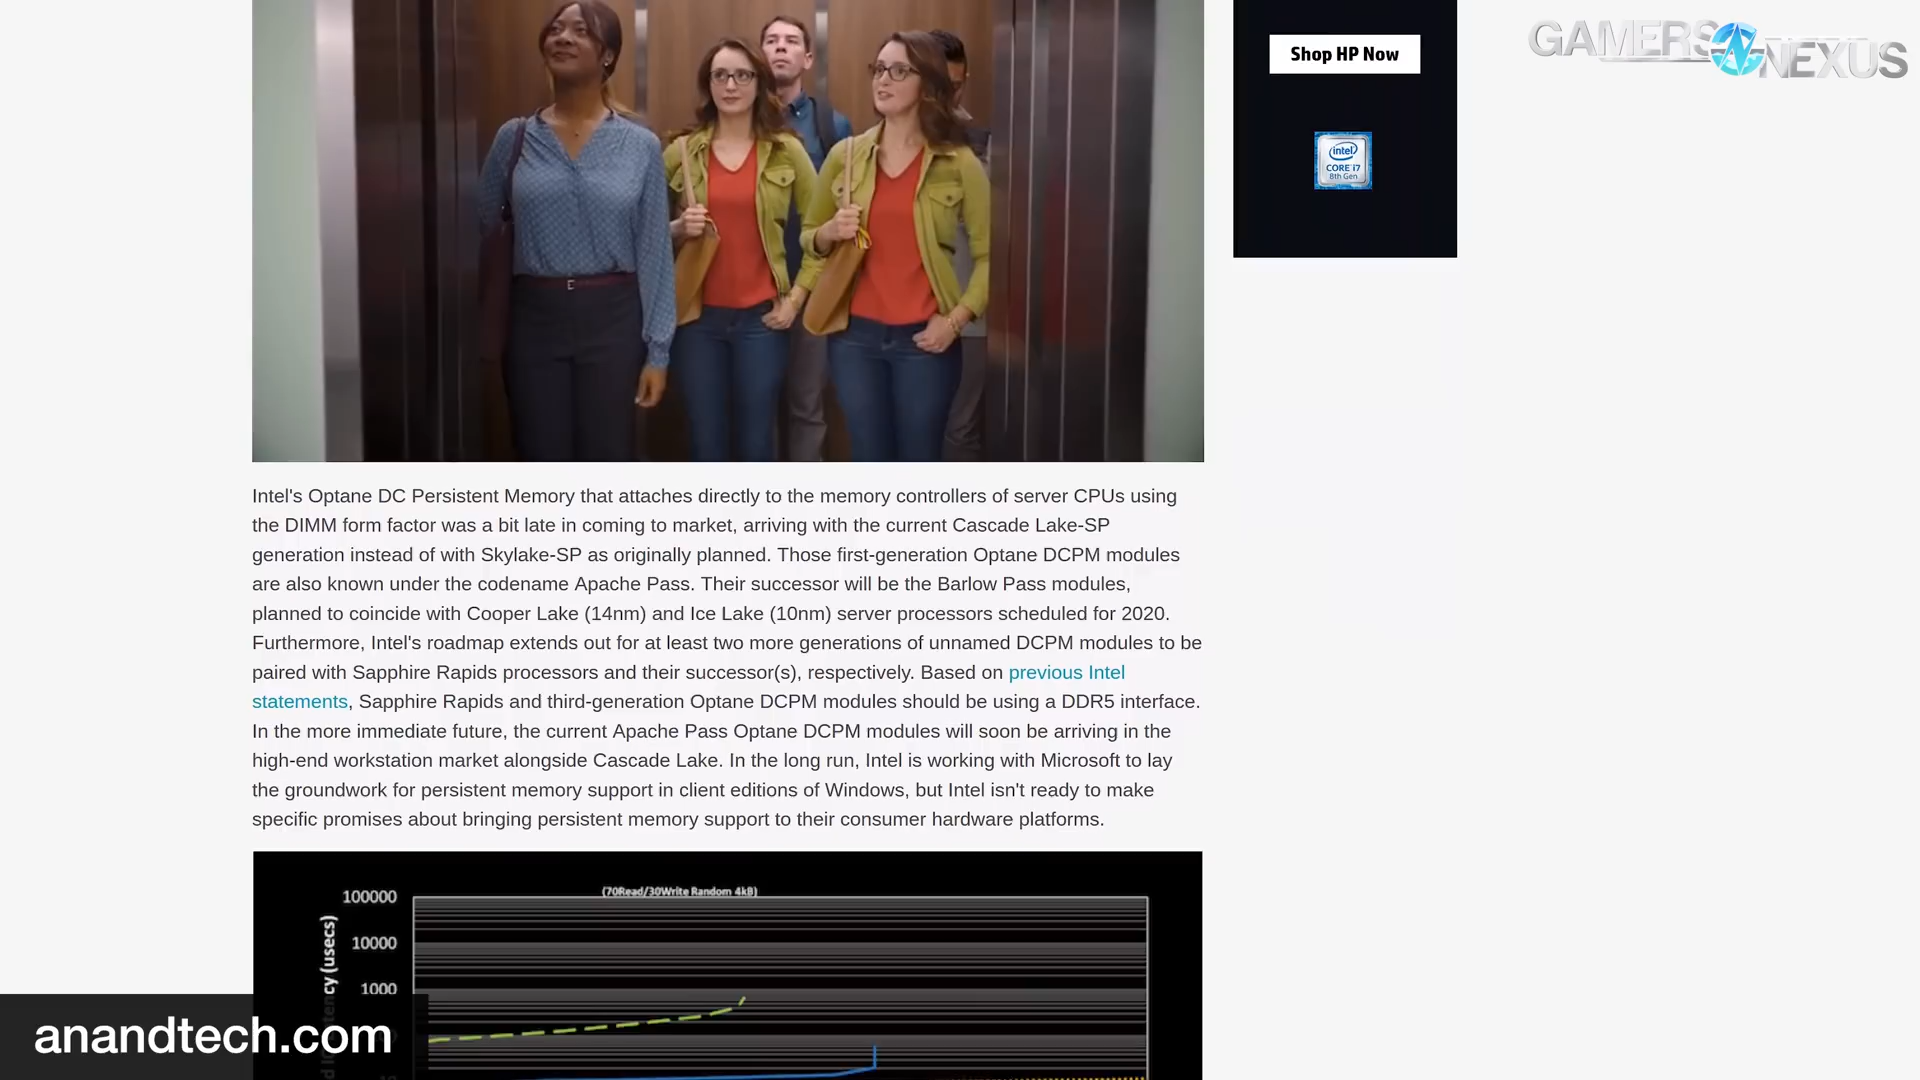 Shop HP Now
GAMERS NEXUS
intel
CORE i7
8th Gen
Intel's Optane DC Persistent Memory that attaches directly to the memory controllers of server CPUs using
the DIMM form factor was a bit late in coming to market, arriving with the current Cascade Lake-SP
generation instead of with Skylake-SP as originally planned. Those first-generation Optane DCPM modules
are also known under the codename Apache Pass. Their successor will be the Barlow Pass modules,
planned to coincide with Cooper Lake (14nm) and Ice Lake (10nm) server processors scheduled for 2020.
Furthermore, Intel's roadmap extends out for at least two more generations of unnamed DCPM modules to be
paired with Sapphire Rapids processors and their successor(s), respectively. Based on previous Intel
statements, Sapphire Rapids and third-generation Optane DCPM modules should be using a DDR5 interface.
In the more immediate future, the current Apache Pass Optane DCPM modules will soon be arriving in the
high-end workstation market alongside Cascade Lake. In the long run, Intel is working with Microsoft to lay
the groundwork for persistent memory support in client editions of Windows, but Intel isn't ready to make
specific promises about bringing persistent memory support to their consumer hardware platforms.
(70Read/30Write Random 4kB)
100000
10000
1000
(usecs)
anandtech.com